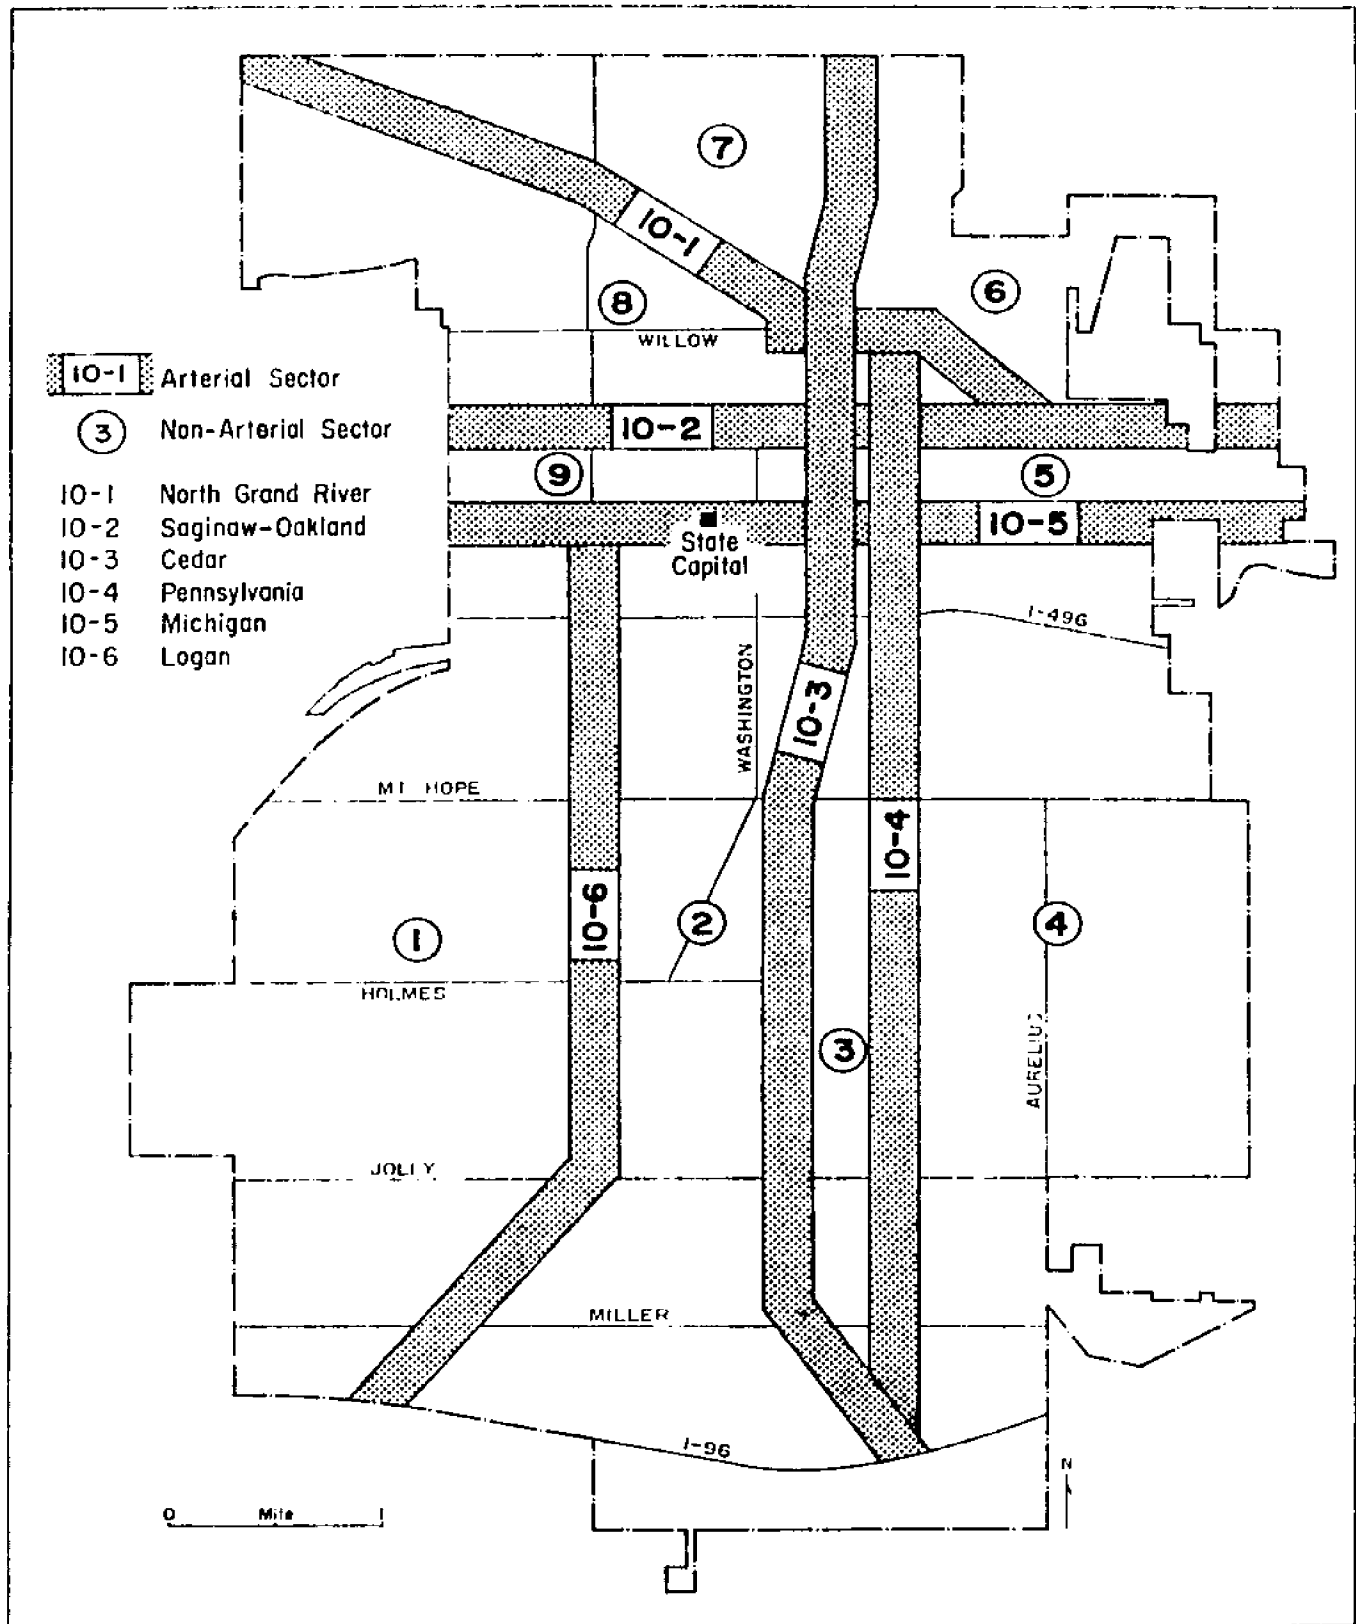 7
10-1
6
8
WILLOW
10-1 Arterial Sector
3 Non-Arterial Sector
10-2
9
5
10-1 North Grand River
10-2 Saginaw-Oakland
10-3 Cedar
10-4 Pennsylvania
10-5 Michigan
10-6 Logan
10-5
State
Capital
I-496
WASHINGTON
10-3
MT HOPE
10-4
10-6
2
4
1
HOLMES
3
AURELIUS
JOLLY
MILLER
I-96
N
0 Mile 1